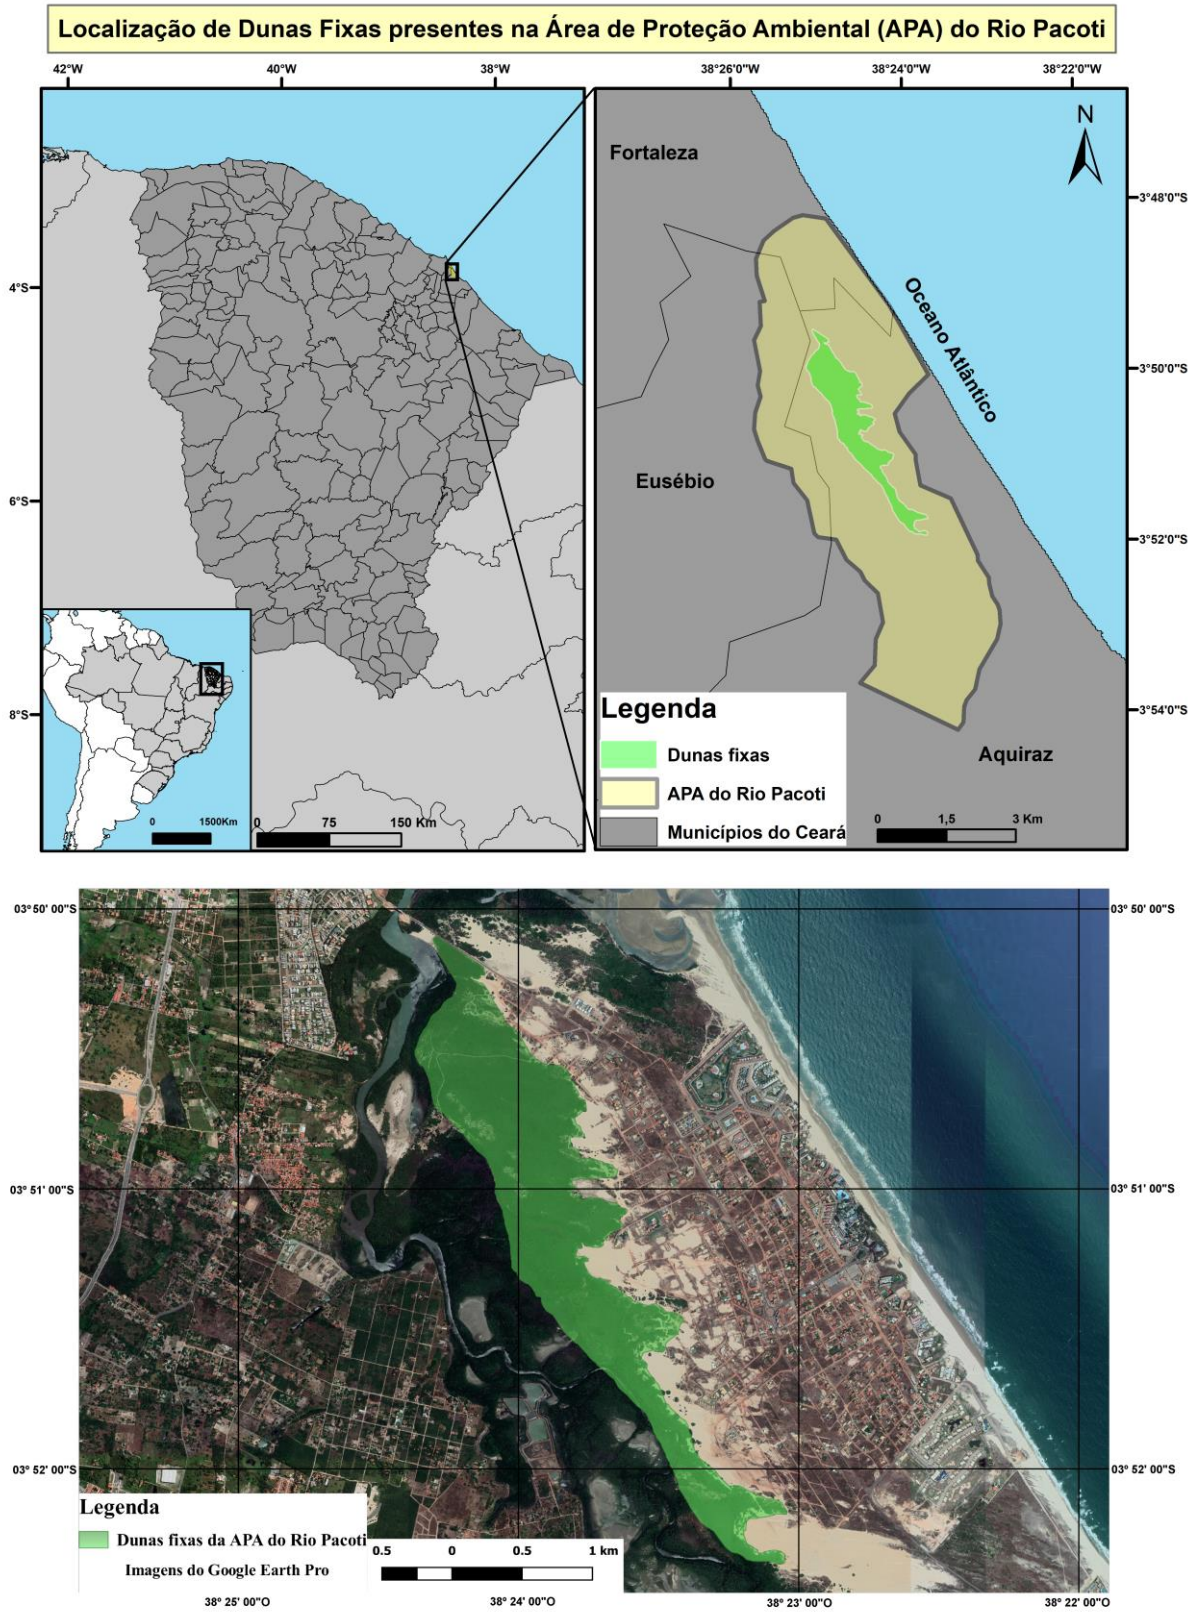 Localização de Dunas Fixas presentes na Área de Proteção Ambiental (APA) do Rio Pacoti
42°W 40°W 38°W 38°26'0"W 38°24'0"W 38°22'0"W
N
Fortaleza
3°48'0"S
4°S
Oceano Atlântico
3°50'0"S
Eusébio
6°S
3°52'0"S
Legenda
8°S
3°54'0"S
Dunas fixas
Aquiraz
APA do Rio Pacoti
0 1500Km
0 75 150 Km
Municípios do Ceará
0 1,5 3 Km
03° 50' 00"S 03° 50' 00"S
03° 51' 00"S 03° 51' 00"S
03° 52' 00"S 03° 52' 00"S
Legenda
Dunas fixas da APA do Rio Pacoti
Imagens do Google Earth Pro
0.5 0 0.5 1 km
38° 25' 00'O 38° 24' 00'O 38° 23' 00'O 38° 22' 00'O